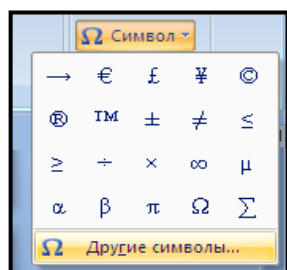 Ω Символ
→ € £ ¥ ©
® ™ ± ≠ ≤
≥ ÷ × ∞ µ
α β π Ω ∑
Ω Другие символы...